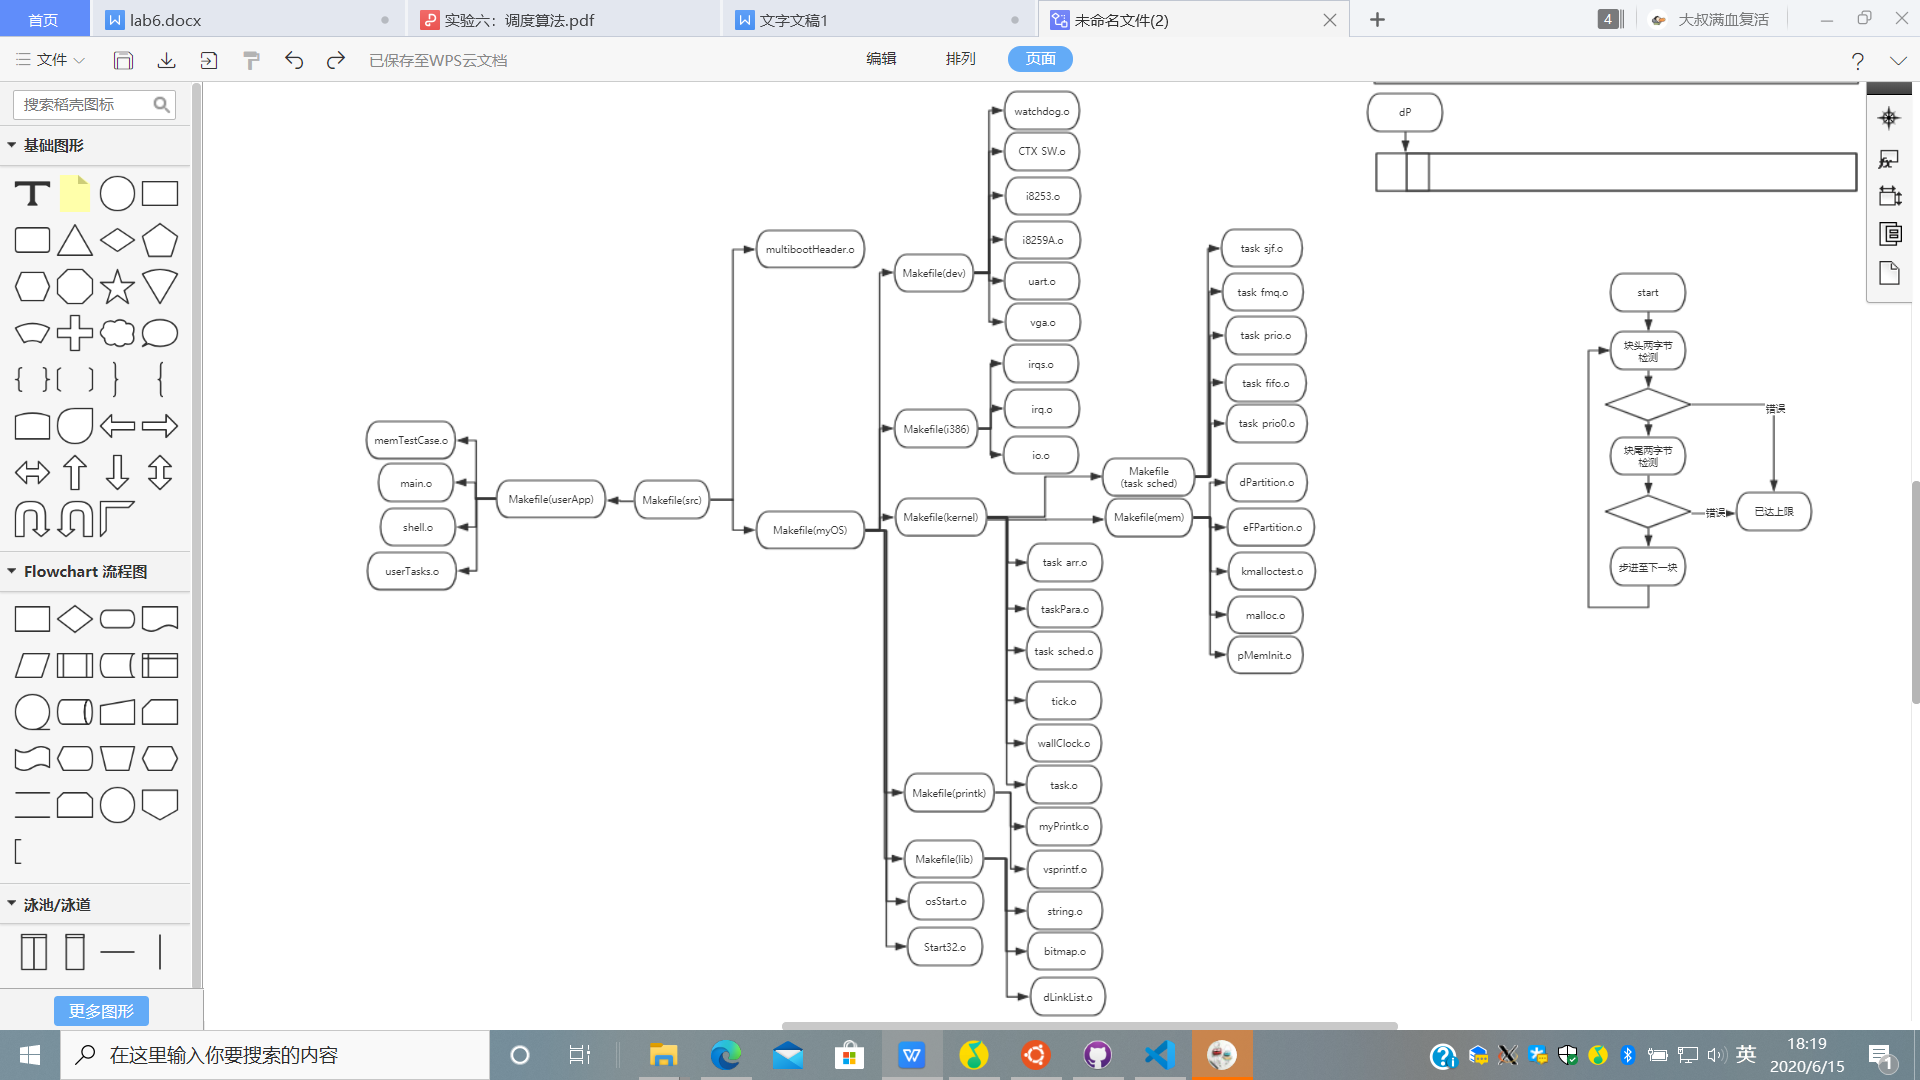 首页
lab6.docx
实验六：调度算法.pdf
文字文稿1
未命名文件(2)
4
大叔满血复活
文件
已保存至WPS云文档
编辑
排列
页面
搜索稻壳图标
基础图形
Flowchart 流程图
泳池/泳道
更多图形
memTestCase.o
main.o
shell.o
userTasks.o
Makefile(userApp)
Makefile(src)
multibootHeader.o
Makefile(myOS)
Makefile(dev)
Makefile(i386)
Makefile(kernel)
Makefile(printk)
Makefile(lib)
osStart.o
Start32.o
watchdog.o
CTX SW.o
i8253.o
i8259A.o
uart.o
vga.o
irqs.o
irq.o
io.o
Makefile
(task sched)
Makefile(mem)
task arr.o
taskPara.o
task sched.o
tick.o
wallClock.o
task.o
myPrintk.o
vsprintf.o
string.o
bitmap.o
dLinkList.o
task sjf.o
task fmq.o
task prio.o
task fifo.o
task prio0.o
dPartition.o
eFPartition.o
kmalloctest.o
malloc.o
pMemInit.o
dP
start
块头两字节
检测
错误
块尾两字节
检测
错误
已达上限
步进至下一块
在这里输入你要搜索的内容
英
18:19
2020/6/15
1